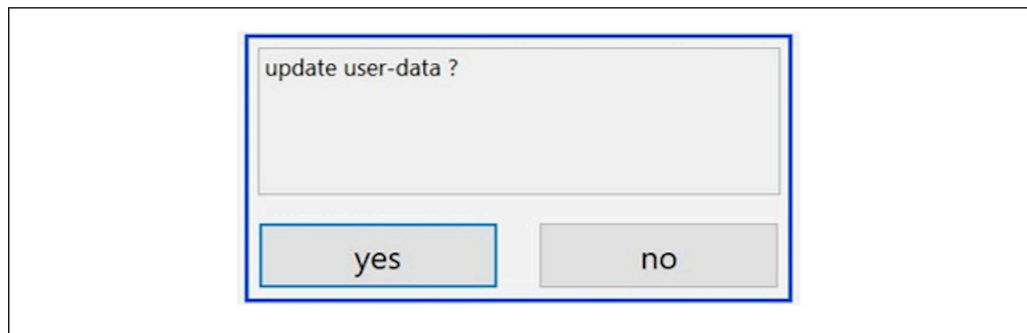 update user-data ?
yes
no